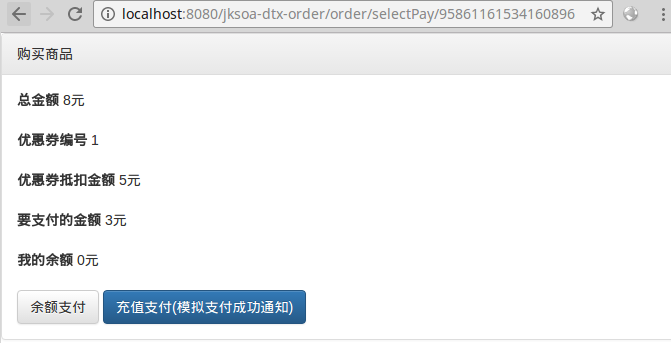 localhost:8080/jksoa-dtx-order/order/selectPay/95861161534160896
购买商品
总金额 8元
优惠券编号 1
优惠券抵扣金额 5元
要支付的金额 3元
我的余额 0元
余额支付 充值支付(模拟支付成功通知)